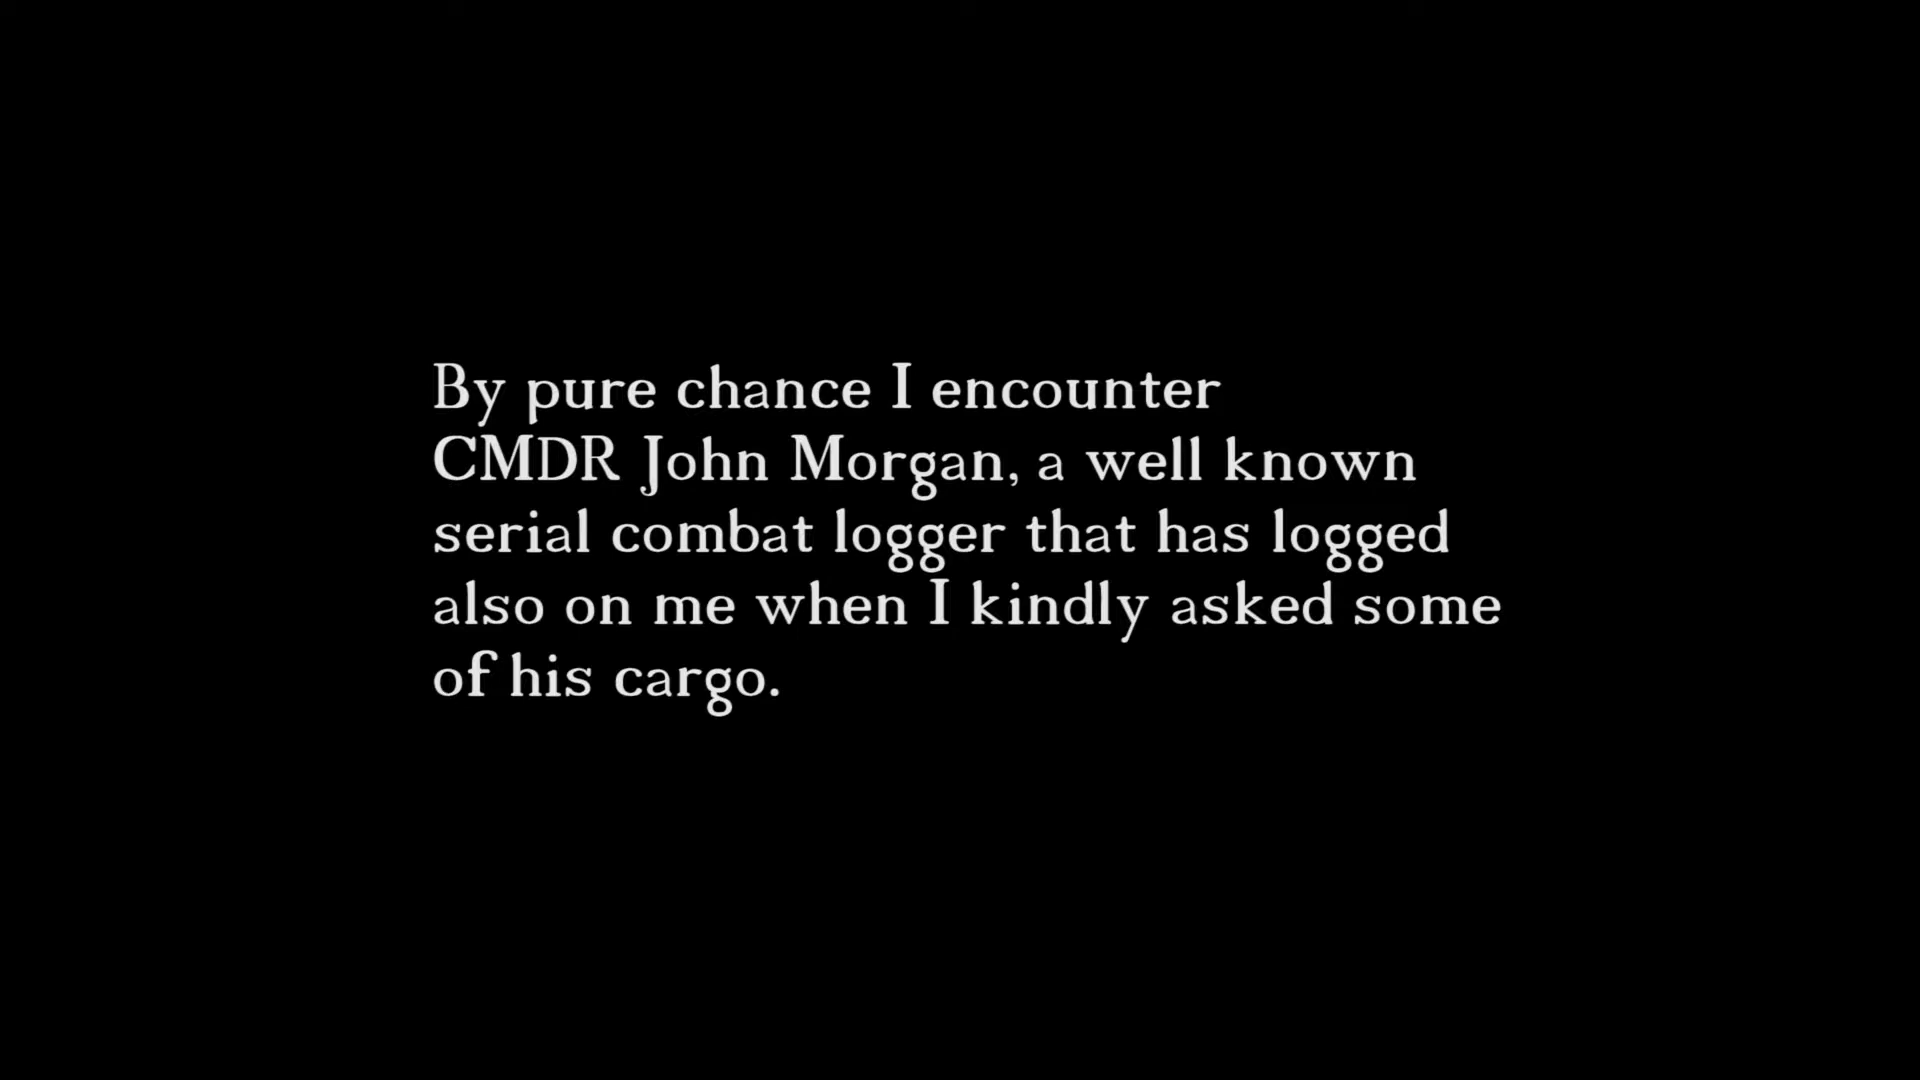 By pure chance I encounter
CMDR John Morgan, a well known
serial combat logger that has logged
also on me when I kindly asked some
of his cargo.